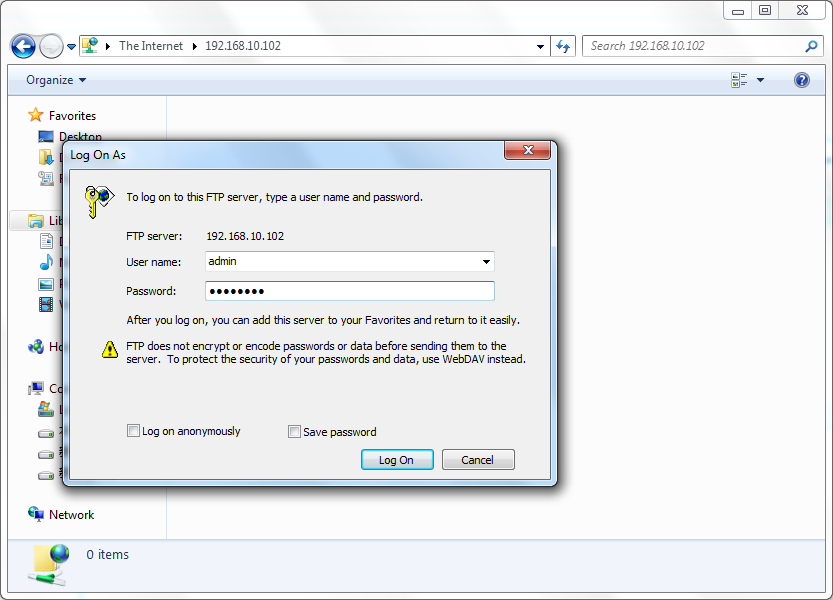 The Internet
192.168.10.102
Search 192.168.10.102
Organize
Favorites
Desktop
Log On As
To log on to this FTP server, type a user name and password.
FTP server: 192.168.10.102
User name: admin
Password: ●●●●●●●●
After you log on, you can add this server to your Favorites and return to it easily.
FTP does not encrypt or encode passwords or data before sending them to the
server. To protect the security of your passwords and data, use WebDAV instead.
Log on anonymously
Save password
Log On
Cancel
Network
0 items